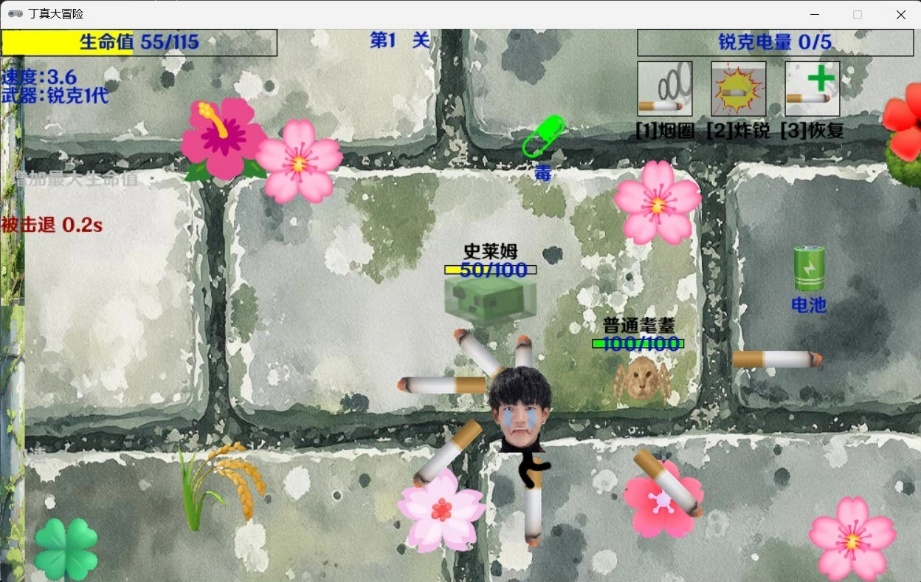 丁真大冒险
生命值 55/115
第1 关
锐克电量 0/5
速度:3.6
武器:锐克1代
[1]烟圈 [2]炸锐 [3]恢复
毒
增加最大生命值
被击退 0.2s
史莱姆
50/100
电池
普通耄耋
100/100